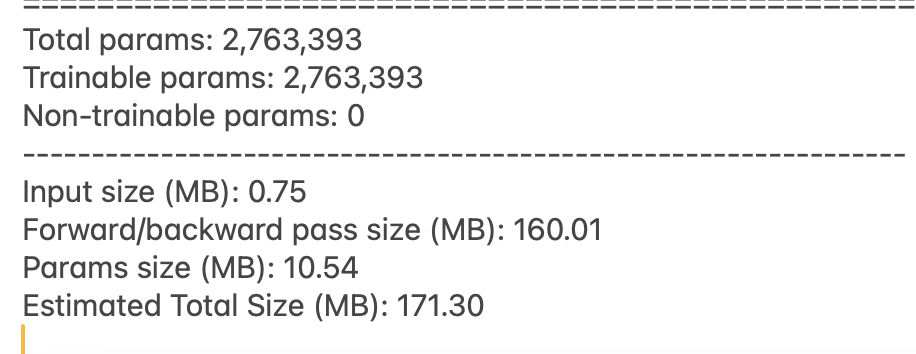 ================================================================
Total params: 2,763,393
Trainable params: 2,763,393
Non-trainable params: 0
----------------------------------------------------------------
Input size (MB): 0.75
Forward/backward pass size (MB): 160.01
Params size (MB): 10.54
Estimated Total Size (MB): 171.30